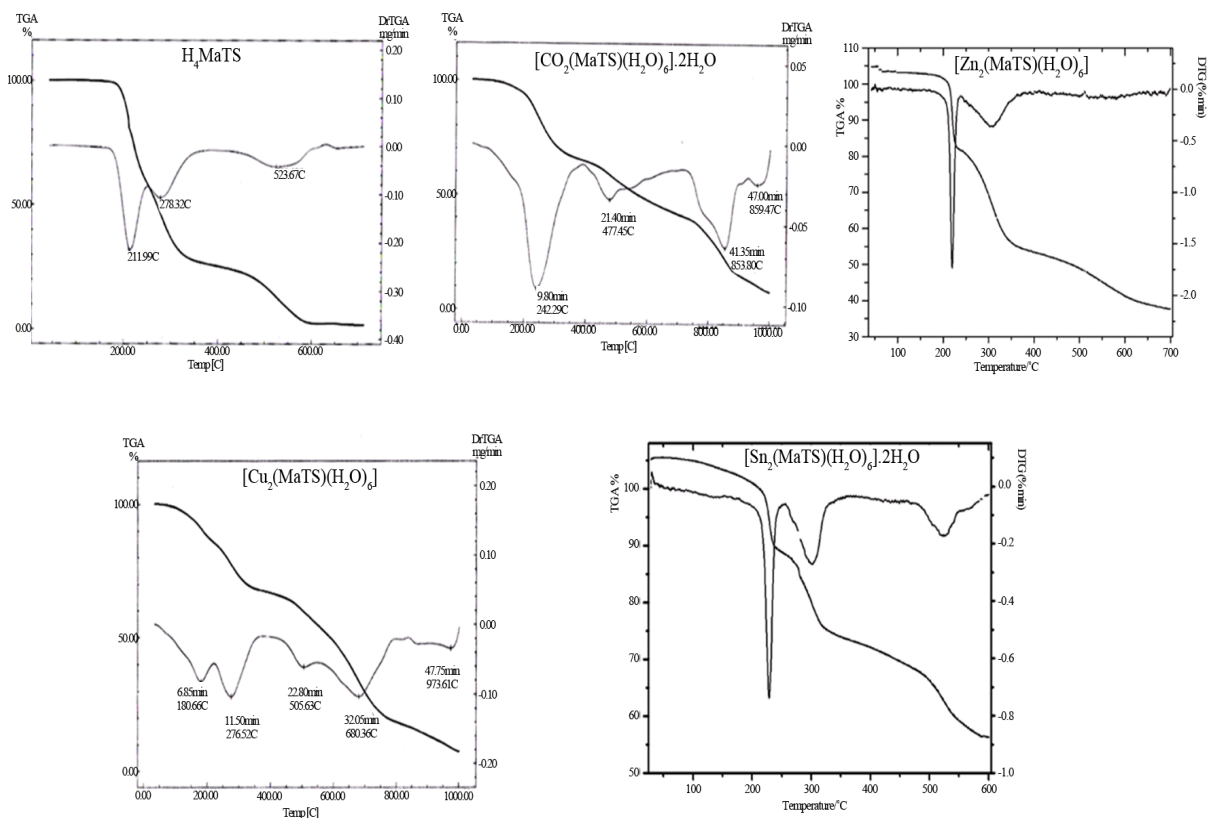 TGA
%
H4MaTS
DrTGA
mg/min
0.20
100.00
0.10
0.00
523.67C
278.32C
50.00
-0.10
-0.20
211.99C
-0.30
0.00
-0.40
200.00
400.00
600.00
Temp[C]
TGA
%
[CO2(MaTS)(H2O)6].2H2O
DrTGA
mg/min
0.05
100.00
0.00
50.00
47.00min
859.47C
21.40min
477.45C
-0.05
41.35min
853.80C
9.80min
242.29C
0.00
-0.10
0.00
200.00
400.00
600.00
800.00
1000.00
Temp[C]
[Zn2(MaTS)(H2O)6]
TGA %
DTG(%min)
110
100
90
80
70
60
50
40
30
0.0
-0.5
-1.0
-1.5
-2.0
100
200
300
400
500
600
700
Temperature/°C
TGA
%
[Cu2(MaTS)(H2O)6]
DrTGA
mg/min
0.20
100.00
0.10
0.00
50.00
47.75min
973.61C
6.85min
180.66C
22.80min
505.63C
-0.10
11.50min
276.52C
32.05min
680.36C
0.00
-0.20
0.00
200.00
400.00
600.00
800.00
1000.00
Temp[C]
[Sn2(MaTS)(H2O)6].2H2O
TGA %
DTG(%min)
100
90
80
70
60
50
0.0
-0.2
-0.4
-0.6
-0.8
-1.0
100
200
300
400
500
600
Temperature/°C